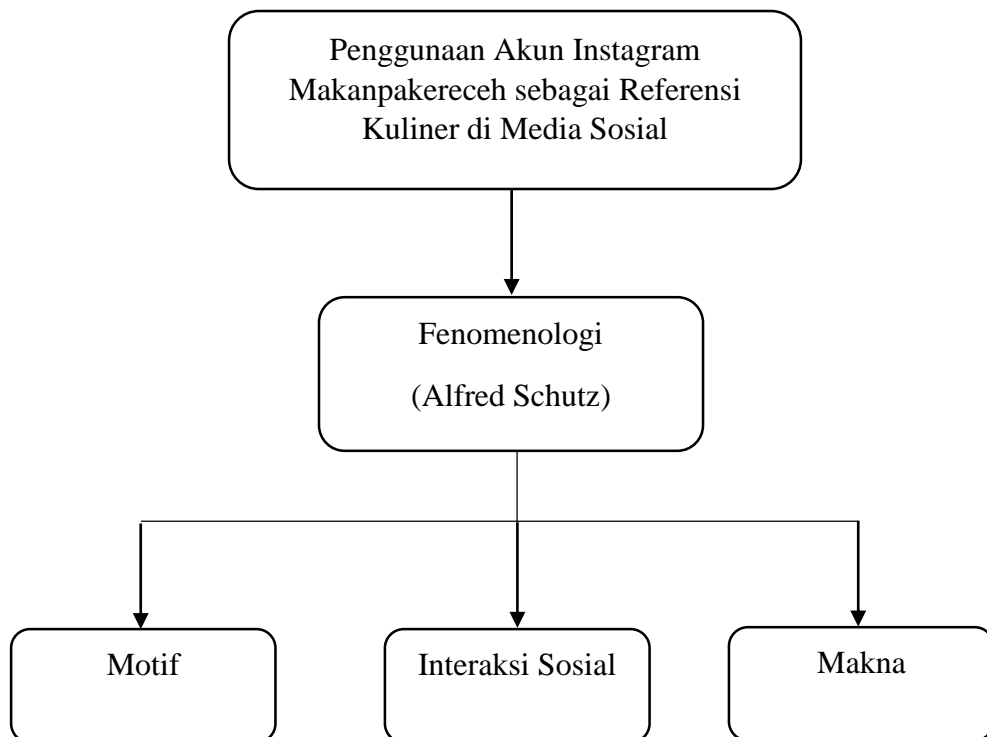 Penggunaan Akun Instagram
Makanpakereceh sebagai Referensi
Kuliner di Media Sosial
Fenomenologi
(Alfred Schutz)
Motif
Interaksi Sosial
Makna